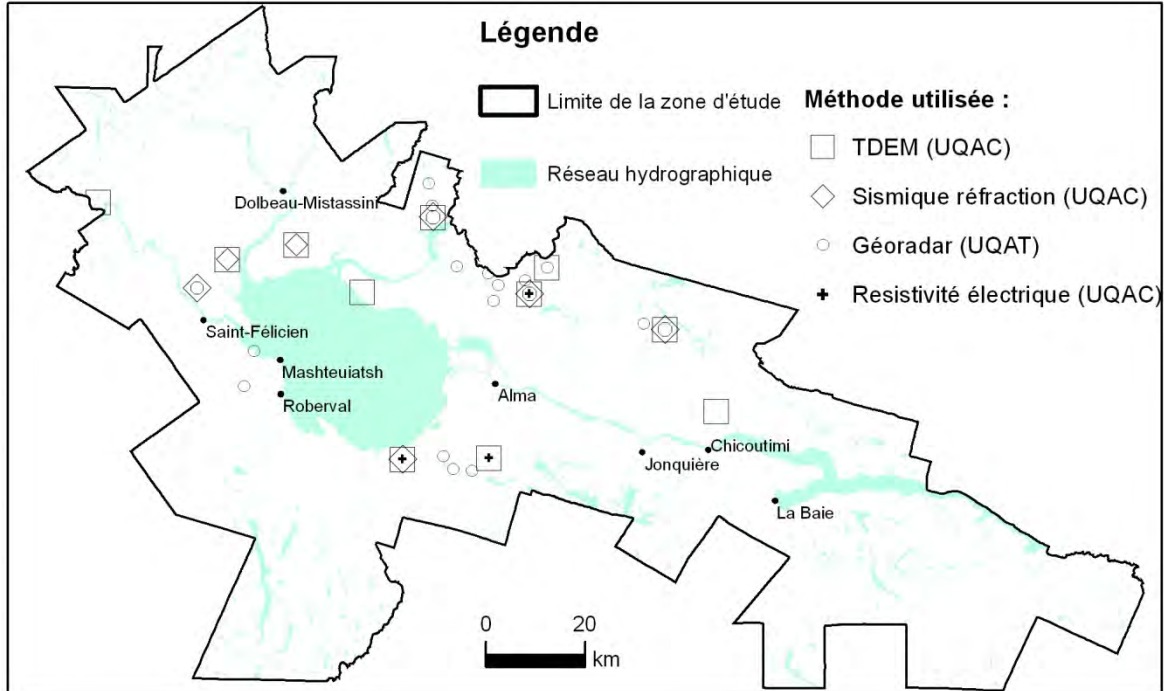 Légende
Limite de la zone d'étude
Réseau hydrographique
Méthode utilisée :
TDEM (UQAC)
Sismique réfraction (UQAC)
Géoradar (UQAT)
Resistivité électrique (UQAC)
Dolbeau-Mistassini
Saint-Félicien
Mashteuiatsh
Roberval
Alma
Chicoutimi
Jonquière
La Baie
0 20
km